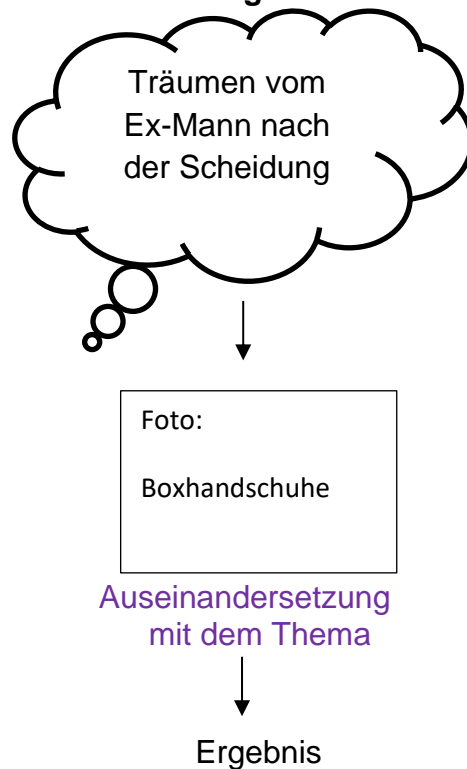 Träumen vom
Ex-Mann nach
der Scheidung
Foto:
Boxhandschuhe
Auseinandersetzung
mit dem Thema
Ergebnis